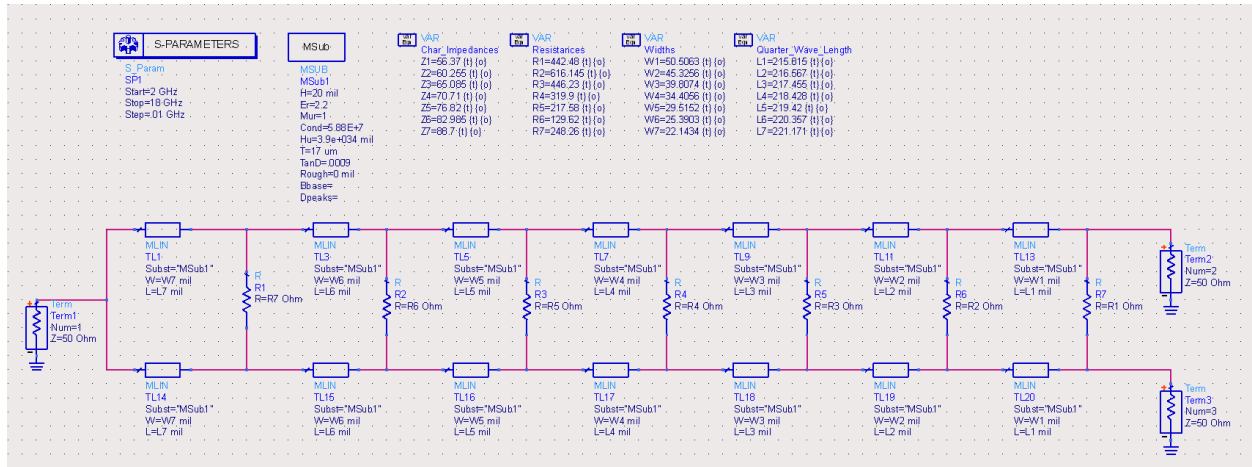 S-PARAMETERS
S_Param
SP1
Start=2 GHz
Stop=18 GHz
Step=.01 GHz
MSub
MSUB
MSub1
H=20 mil
Er=2.2
Mur=1
Cond=5.88E+7
Hu=3.9e+034 mil
T=17 um
TanD=.0009
Rough=0 mil
Bbase=
Dpeaks=
Var
Eqn
VAR
Char_Impedances
Z1=56.37 {t} {o}
Z2=60.255 {t} {o}
Z3=65.085 {t} {o}
Z4=70.71 {t} {o}
Z5=76.82 {t} {o}
Z6=82.985 {t} {o}
Z7=88.7 {t} {o}
Var
Eqn
VAR
Resistances
R1=442.48 {t} {o}
R2=616.145 {t} {o}
R3=446.23 {t} {o}
R4=319.9 {t} {o}
R5=217.58 {t} {o}
R6=129.62 {t} {o}
R7=248.26 {t} {o}
Var
Eqn
VAR
Widths
W1=50.5063 {t} {o}
W2=45.3256 {t} {o}
W3=39.8074 {t} {o}
W4=34.4056 {t} {o}
W5=29.5152 {t} {o}
W6=25.3903 {t} {o}
W7=22.1434 {t} {o}
Var
Eqn
VAR
Quarter_Wave_Length
L1=215.815 {t} {o}
L2=216.567 {t} {o}
L3=217.455 {t} {o}
L4=218.428 {t} {o}
L5=219.42 {t} {o}
L6=220.357 {t} {o}
L7=221.171 {t} {o}
Term
Term1
Num=1
Z=50 Ohm
MLIN
TL1
Subst="MSub1"
W=W7 mil
L=L7 mil
R
R1
R=R7 Ohm
MLIN
TL3
Subst="MSub1"
W=W6 mil
L=L6 mil
R
R2
R=R6 Ohm
MLIN
TL5
Subst="MSub1"
W=W5 mil
L=L5 mil
R
R3
R=R5 Ohm
MLIN
TL7
Subst="MSub1"
W=W4 mil
L=L4 mil
R
R4
R=R4 Ohm
MLIN
TL9
Subst="MSub1"
W=W3 mil
L=L3 mil
R
R5
R=R3 Ohm
MLIN
TL11
Subst="MSub1"
W=W2 mil
L=L2 mil
R
R6
R=R2 Ohm
MLIN
TL13
Subst="MSub1"
W=W1 mil
L=L1 mil
R
R7
R=R1 Ohm
Term
Term2
Num=2
Z=50 Ohm
MLIN
TL14
Subst="MSub1"
W=W7 mil
L=L7 mil
MLIN
TL15
Subst="MSub1"
W=W6 mil
L=L6 mil
MLIN
TL16
Subst="MSub1"
W=W5 mil
L=L5 mil
MLIN
TL17
Subst="MSub1"
W=W4 mil
L=L4 mil
MLIN
TL18
Subst="MSub1"
W=W3 mil
L=L3 mil
MLIN
TL19
Subst="MSub1"
W=W2 mil
L=L2 mil
MLIN
TL20
Subst="MSub1"
W=W1 mil
L=L1 mil
Term
Term3
Num=3
Z=50 Ohm